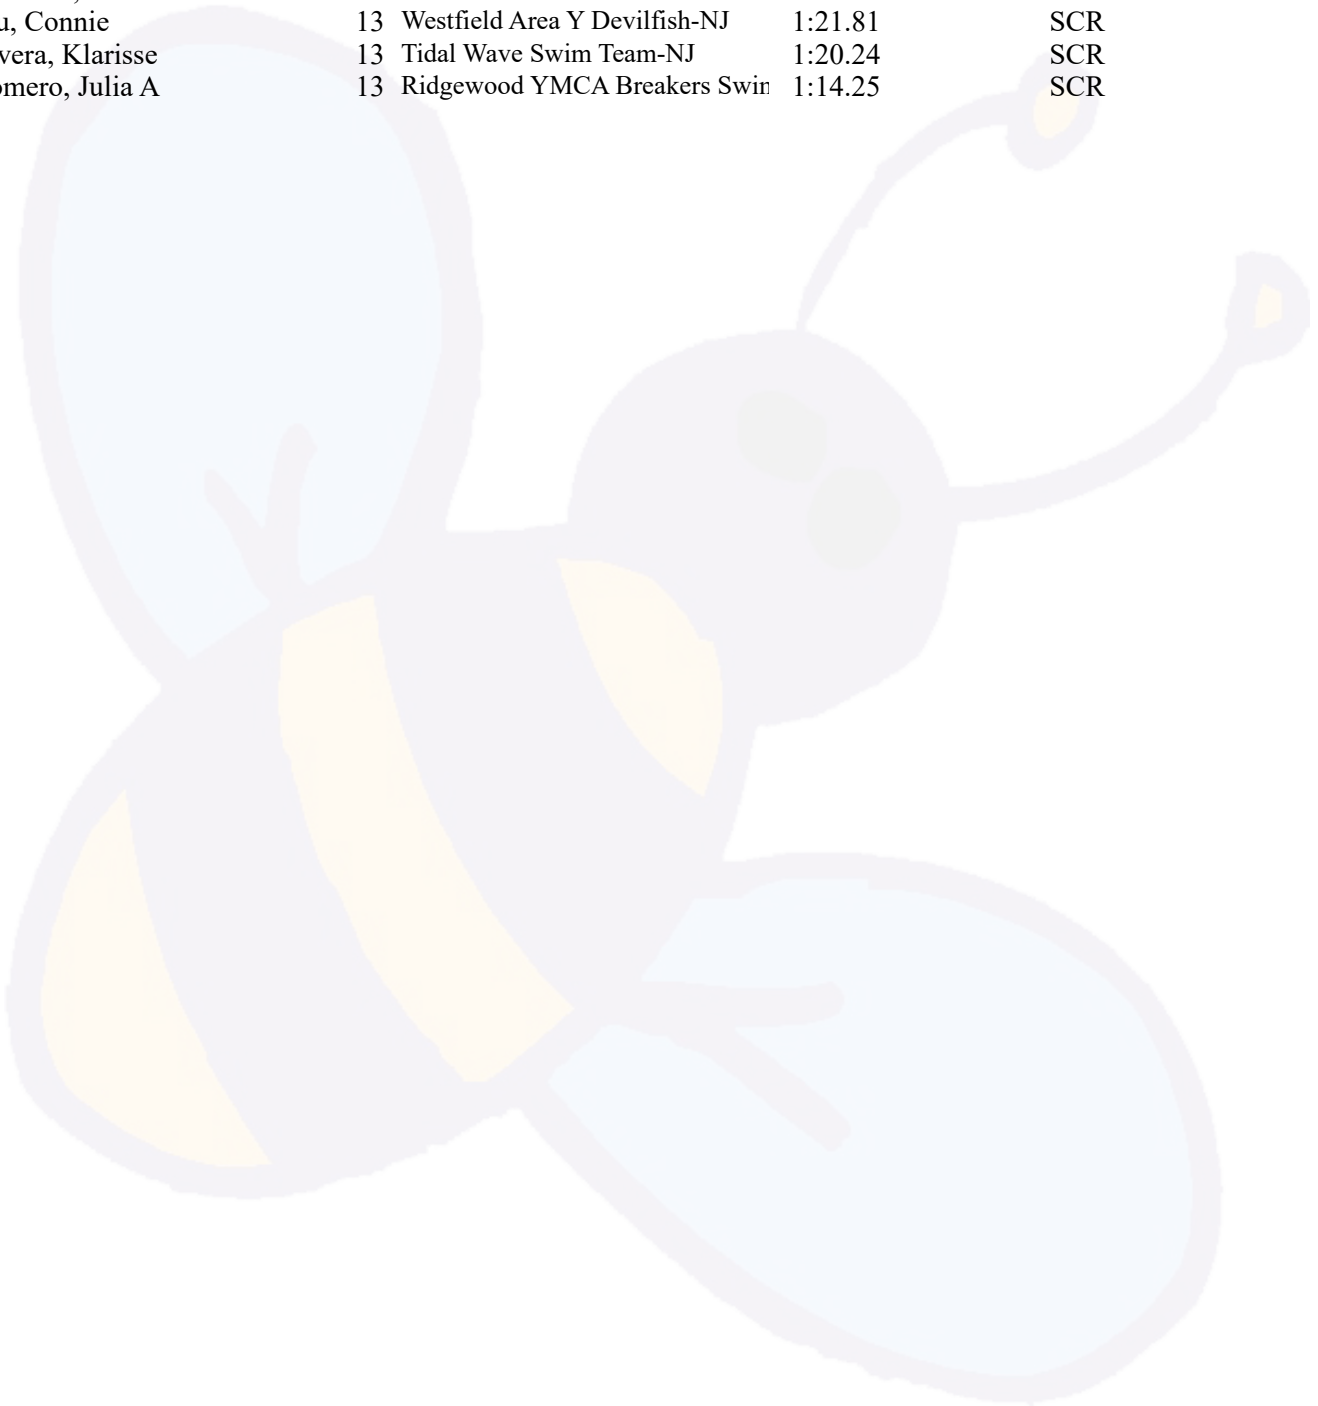 u, Connie 13 Westfield Area Y Devilfish-NJ 1:21.81 SCR
vera, Klarisse 13 Tidal Wave Swim Team-NJ 1:20.24 SCR
omero, Julia A 13 Ridgewood YMCA Breakers Swin 1:14.25 SCR